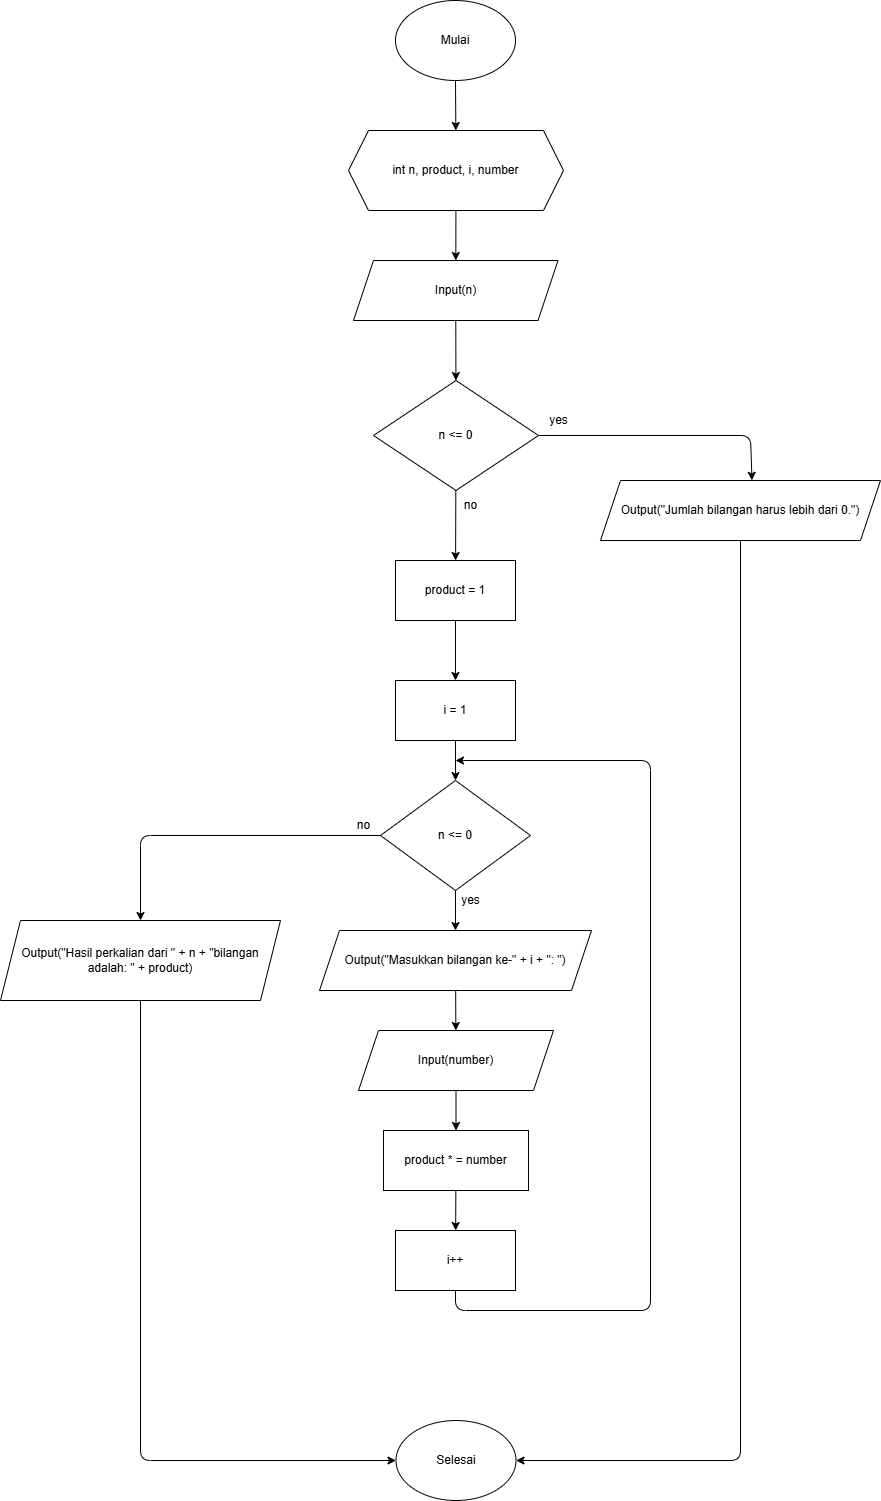 Mulai
int n, product, i, number
Input(n)
n <= 0
yes
no
Output("Jumlah bilangan harus lebih dari 0.")
product = 1
i = 1
n <= 0
no
yes
Output("Hasil perkalian dari " + n + "bilangan
adalah: " + product)
Output("Masukkan bilangan ke-" + i + ": ")
Input(number)
product * = number
i++
Selesai